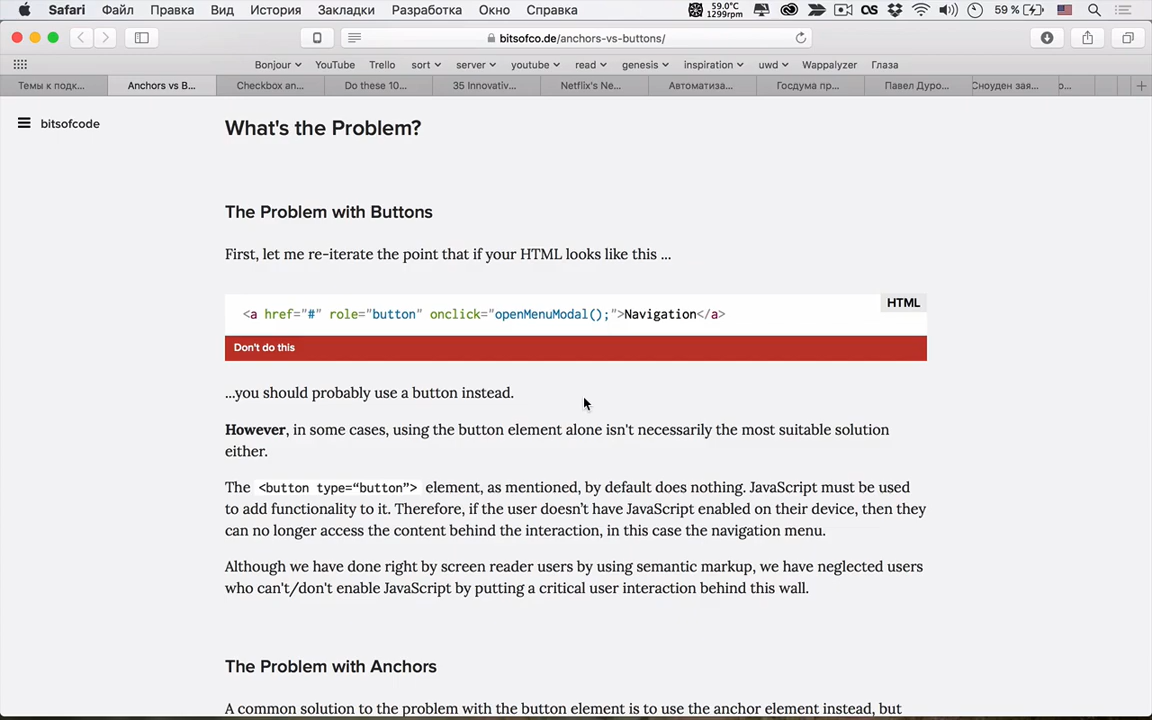 Safari Файл Правка Вид История Закладки Разработка Окно Справка 59.0°C 1299rpm 59 %
bitsofco.de/anchors-vs-buttons/
Bonjour YouTube Trello sort server youtube read genesis inspiration uwd Wappalyzer Глаза
Темы к подк... Anchors vs B... Checkbox an... Do these 10... 35 Innovativ... Netflix's Ne... Автоматиза... Госдума пр... Павел Дуро... Сноуден зая...
bitsofcode
What's the Problem?
The Problem with Buttons
First, let me re-iterate the point that if your HTML looks like this ...
HTML
<a href="#" role="button" onclick="openMenuModal();">Navigation</a>
Don't do this
...you should probably use a button instead.
However, in some cases, using the button element alone isn't necessarily the most suitable solution
either.
The <button type=“button”> element, as mentioned, by default does nothing. JavaScript must be used
to add functionality to it. Therefore, if the user doesn’t have JavaScript enabled on their device, then they
can no longer access the content behind the interaction, in this case the navigation menu.
Although we have done right by screen reader users by using semantic markup, we have neglected users
who can't/don't enable JavaScript by putting a critical user interaction behind this wall.
The Problem with Anchors
A common solution to the problem with the button element is to use the anchor element instead, but